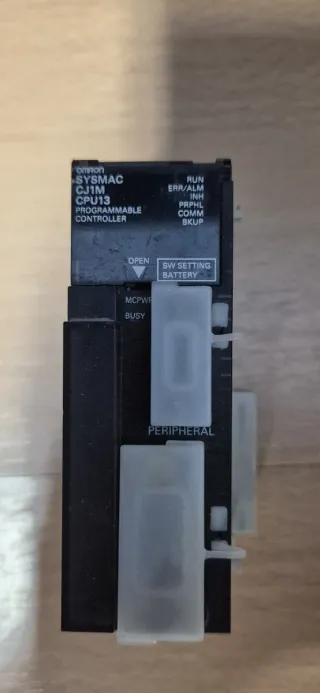 OMRON
SYSMAC
CJ1M
CPU13
PROGRAMMABLE
CONTROLLER
RUN
ERR/ALM
INH
PRPHL
COMM
BKUP
OPEN
SW SETTING
BATTERY
MCPWR
BUSY
PERIPHERAL